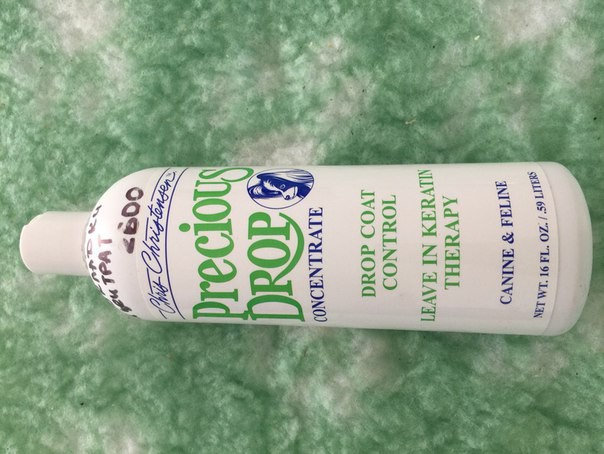 2600
Chris Christensen
Precious
DROP
CONCENTRATE
DROP COAT
CONTROL
LEAVE IN KERATIN
THERAPY
CANINE & FELINE
NET WT. 16 FL. OZ. / .59 LITERS